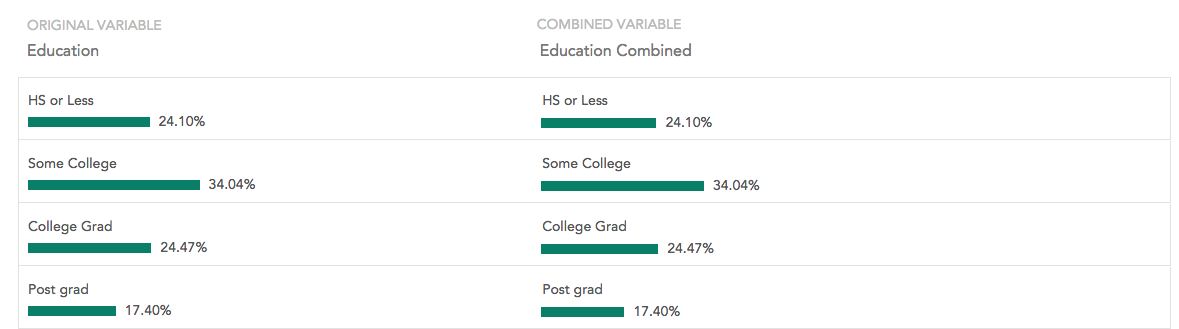 ORIGINAL VARIABLE
COMBINED VARIABLE
Education
Education Combined
HS or Less
HS or Less
24.10%
24.10%
Some College
Some College
34.04%
34.04%
College Grad
College Grad
24.47%
24.47%
Post grad
Post grad
17.40%
17.40%